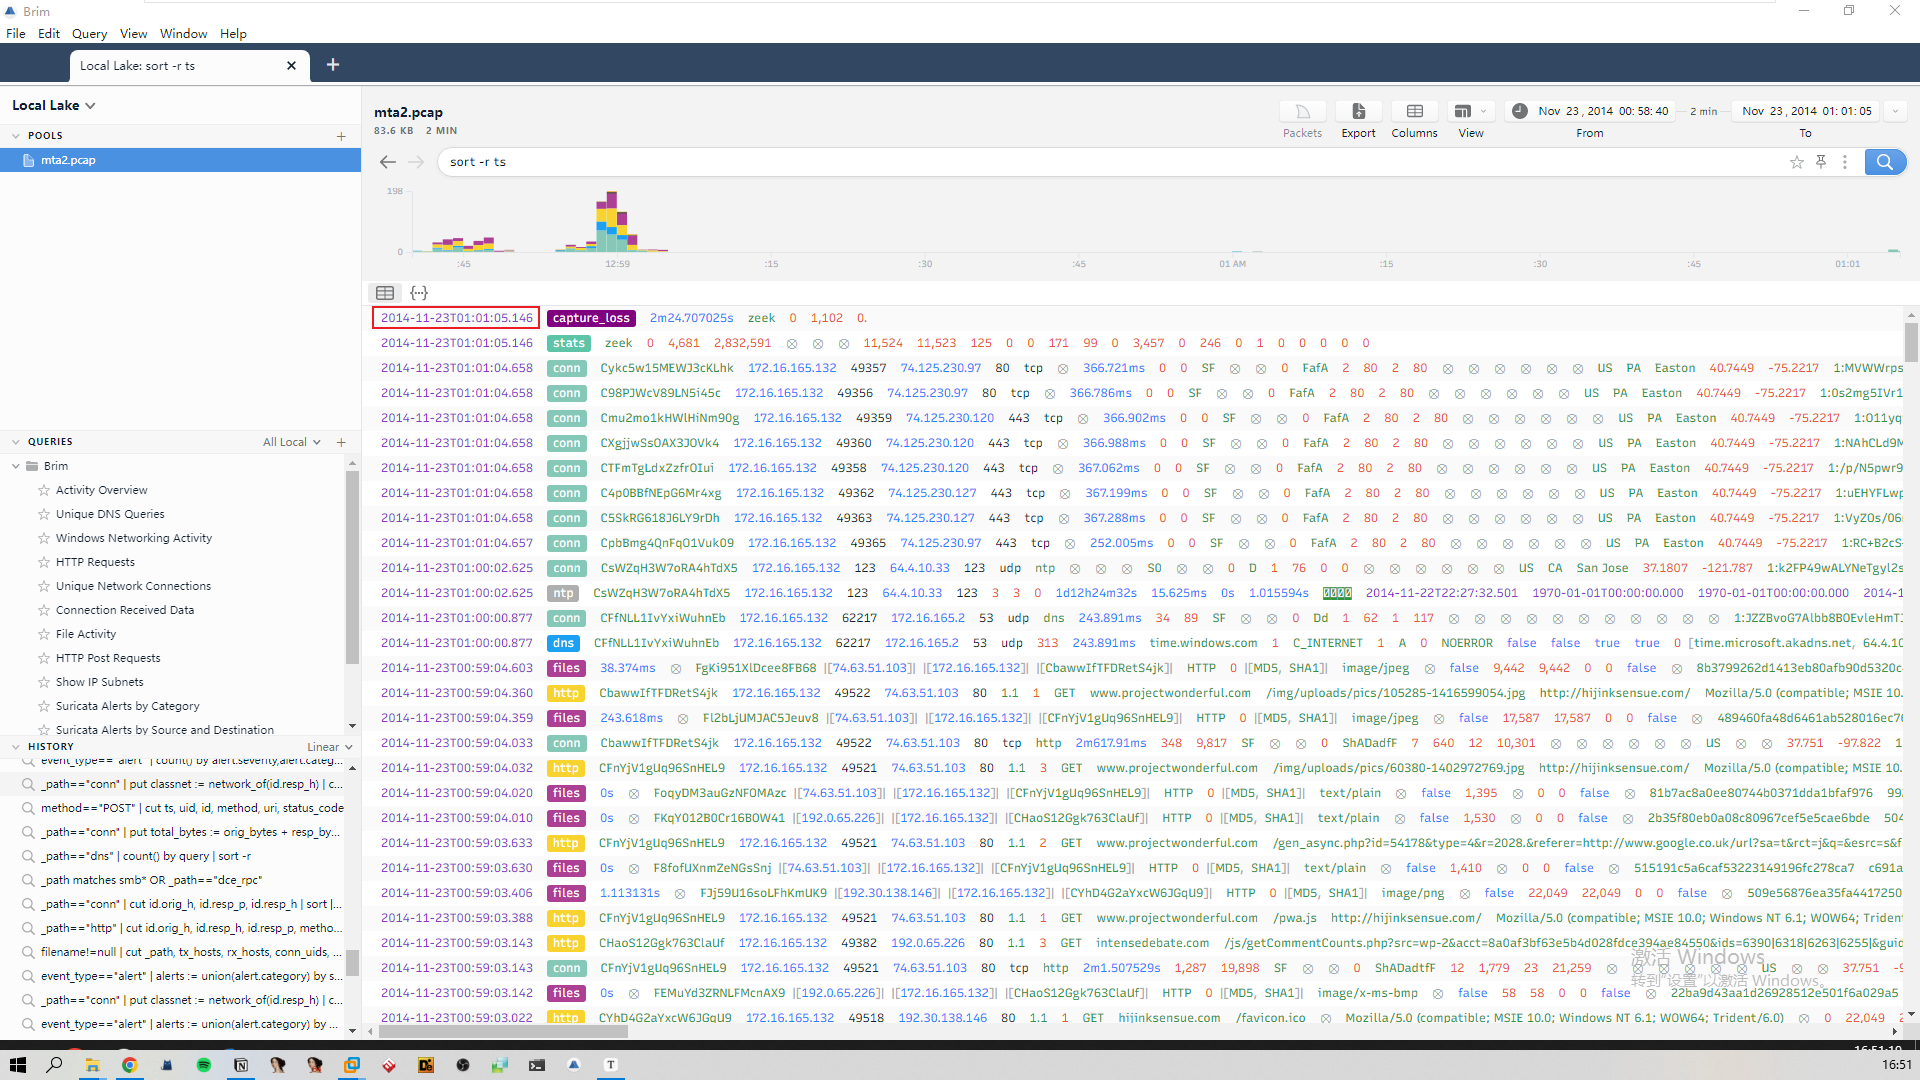 Brim
File Edit Query View Window Help
Local Lake: sort -r ts
Local Lake
POOLS
mta2.pcap
mta2.pcap
83.6 KB 2 MIN
Packets Export Columns View
Nov 23 , 2014 00: 58: 40 2 min Nov 23 , 2014 01: 01: 05
From To
sort -r ts
198
0
:45 12:59 :15 :30 :45 01 AM :15 :30 :45 01:01
QUERIES All Local
Brim
Activity Overview
Unique DNS Queries
Windows Networking Activity
HTTP Requests
Unique Network Connections
Connection Received Data
File Activity
HTTP Post Requests
Show IP Subnets
Suricata Alerts by Category
Suricata Alerts by Source and Destination
HISTORY Linear
event_type=="alert" | count() by alert.severity,alert.categ...
_path=="conn" | put classnet := network_of(id.resp_h) | c...
method=="POST" | cut ts, uid, id, method, uri, status_code
_path=="conn" | put total_bytes := orig_bytes + resp_by...
_path=="dns" | count() by query | sort -r
_path matches smb* OR _path=="dce_rpc"
_path=="conn" | cut id.orig_h, id.resp_p, id.resp_h | sort |...
_path=="http" | cut id.orig_h, id.resp_h, id.resp_p, metho...
filename!=null | cut _path, tx_hosts, rx_hosts, conn_uids, ...
event_type=="alert" | alerts := union(alert.category) by s...
_path=="conn" | put classnet := network_of(id.resp_h) | c...
event_type=="alert" | alerts := union(alert.category) by ...
2014-11-23T01:01:05.146 capture_loss 2m24.707025s zeek 0 1,102 0.
2014-11-23T01:01:05.146 stats zeek 0 4,681 2,832,591 ⊗ ⊗ ⊗ 11,524 11,523 125 0 0 171 99 0 3,457 0 246 0 1 0 0 0 0 0
2014-11-23T01:01:04.658 conn Cykc5w15MEWJ3cKLhk 172.16.165.132 49357 74.125.230.97 80 tcp ⊗ 366.721ms 0 0 SF ⊗ ⊗ 0 FafA 2 80 2 80 ⊗ ⊗ ⊗ ⊗ ⊗ ⊗ US PA Easton 40.7449 -75.2217 1:MVWWrps
2014-11-23T01:01:04.658 conn C98PJWcV89LN5i45c 172.16.165.132 49356 74.125.230.97 80 tcp ⊗ 366.786ms 0 0 SF ⊗ ⊗ 0 FafA 2 80 2 80 ⊗ ⊗ ⊗ ⊗ ⊗ ⊗ US PA Easton 40.7449 -75.2217 1:0s2mg5IVr1
2014-11-23T01:01:04.658 conn Cmu2mo1kHWlHiNm90g 172.16.165.132 49359 74.125.230.120 443 tcp ⊗ 366.902ms 0 0 SF ⊗ ⊗ 0 FafA 2 80 2 80 ⊗ ⊗ ⊗ ⊗ ⊗ ⊗ US PA Easton 40.7449 -75.2217 1:O11yq
2014-11-23T01:01:04.658 conn CXgjjwSsOAX3JOVk4 172.16.165.132 49360 74.125.230.120 443 tcp ⊗ 366.988ms 0 0 SF ⊗ ⊗ 0 FafA 2 80 2 80 ⊗ ⊗ ⊗ ⊗ ⊗ ⊗ US PA Easton 40.7449 -75.2217 1:NAhCLd9M
2014-11-23T01:01:04.658 conn CTFmTgLdxZzfrOIui 172.16.165.132 49358 74.125.230.120 443 tcp ⊗ 367.062ms 0 0 SF ⊗ ⊗ 0 FafA 2 80 2 80 ⊗ ⊗ ⊗ ⊗ ⊗ ⊗ US PA Easton 40.7449 -75.2217 1:/p/N5pwr9
2014-11-23T01:01:04.658 conn C4p0BBfNEpG6Mr4xg 172.16.165.132 49362 74.125.230.127 443 tcp ⊗ 367.199ms 0 0 SF ⊗ ⊗ 0 FafA 2 80 2 80 ⊗ ⊗ ⊗ ⊗ ⊗ ⊗ US PA Easton 40.7449 -75.2217 1:uEHYFLwp
2014-11-23T01:01:04.658 conn C5SkRG618J6LY9rDh 172.16.165.132 49363 74.125.230.127 443 tcp ⊗ 367.288ms 0 0 SF ⊗ ⊗ 0 FafA 2 80 2 80 ⊗ ⊗ ⊗ ⊗ ⊗ ⊗ US PA Easton 40.7449 -75.2217 1:VyZOs/06
2014-11-23T01:01:04.657 conn CpbBmg4QnFqO1Vuk09 172.16.165.132 49365 74.125.230.97 443 tcp ⊗ 252.005ms 0 0 SF ⊗ ⊗ 0 FafA 2 80 2 80 ⊗ ⊗ ⊗ ⊗ ⊗ ⊗ US PA Easton 40.7449 -75.2217 1:RC+B2cS
2014-11-23T01:00:02.625 conn CsWZqH3W7oRA4hTdX5 172.16.165.132 123 64.4.10.33 123 udp ntp ⊗ ⊗ ⊗ S0 ⊗ ⊗ 0 D 1 76 0 0 ⊗ ⊗ ⊗ ⊗ ⊗ ⊗ US CA San Jose 37.1807 -121.787 1:k2FP49wALYNeTgyl2s
2014-11-23T01:00:02.625 ntp CsWZqH3W7oRA4hTdX5 172.16.165.132 123 64.4.10.33 123 3 3 0 1d12h24m32s 15.625ms 0s 1.015594s 2014-11-22T22:27:32.501 1970-01-01T00:00:00.000 1970-01-01T00:00:00.000 2014-1
2014-11-23T01:00:00.877 conn CFfNLL1IvYxiWuhnEb 172.16.165.132 62217 172.16.165.2 53 udp dns 243.891ms 34 89 SF ⊗ ⊗ 0 Dd 1 62 1 117 ⊗ ⊗ ⊗ ⊗ ⊗ ⊗ ⊗ ⊗ ⊗ ⊗ ⊗ 1:JZZBvoG7Albb8BOEvleHmT
2014-11-23T01:00:00.877 dns CFfNLL1IvYxiWuhnEb 172.16.165.132 62217 172.16.165.2 53 udp 313 243.891ms time.windows.com 1 C_INTERNET 1 A 0 NOERROR false false true true 0 [time.microsoft.akadns.net, 64.4.10
2014-11-23T00:59:04.603 files 38.374ms ⊗ FgKi951XlDcee8FB68 |[74.63.51.103]| |[172.16.165.132]| |[CbawwIfTFDRetS4jk]| HTTP 0 |[MD5, SHA1]| image/jpeg ⊗ false 9,442 9,442 0 0 false ⊗ 8b3799262d1413eb80afb90d5320c
2014-11-23T00:59:04.360 http CbawwIfTFDRetS4jk 172.16.165.132 49522 74.63.51.103 80 1.1 1 GET www.projectwonderful.com /img/uploads/pics/105285-1416599054.jpg http://hijinksensue.com/ Mozilla/5.0 (compatible; MSIE 10.
2014-11-23T00:59:04.359 files 243.618ms ⊗ Fl2bLjUMJAC5Jeuv8 |[74.63.51.103]| |[172.16.165.132]| |[CFnYjV1gUq96SnHEL9]| HTTP 0 |[MD5, SHA1]| image/jpeg ⊗ false 17,587 17,587 0 0 false ⊗ 489460fa48d6461ab528016ec7
2014-11-23T00:59:04.033 conn CbawwIfTFDRetS4jk 172.16.165.132 49522 74.63.51.103 80 tcp http 2m617.91ms 348 9,817 SF ⊗ ⊗ 0 ShADadfF 7 640 12 10,301 ⊗ ⊗ ⊗ ⊗ ⊗ ⊗ US ⊗ ⊗ 37.751 -97.822 1
2014-11-23T00:59:04.032 http CFnYjV1gUq96SnHEL9 172.16.165.132 49521 74.63.51.103 80 1.1 3 GET www.projectwonderful.com /img/uploads/pics/60380-1402972769.jpg http://hijinksensue.com/ Mozilla/5.0 (compatible; MSIE 10.
2014-11-23T00:59:04.020 files 0s ⊗ FoqyDM3auGzNFOMAzc |[74.63.51.103]| |[172.16.165.132]| |[CFnYjV1gUq96SnHEL9]| HTTP 0 |[MD5, SHA1]| text/plain ⊗ false 1,395 ⊗ 0 0 false ⊗ 81b7ac8a0ee80744b0371dda1bfaf976 99
2014-11-23T00:59:04.010 files 0s ⊗ FKqYO12B0Cr16BOW41 |[192.0.65.226]| |[172.16.165.132]| |[CHaoS12Ggk763ClaUf]| HTTP 0 |[MD5, SHA1]| text/plain ⊗ false 1,530 ⊗ 0 0 false ⊗ 2b35f80eb0a08c80967cef5e5cae6bde 504
2014-11-23T00:59:03.633 http CFnYjV1gUq96SnHEL9 172.16.165.132 49521 74.63.51.103 80 1.1 2 GET www.projectwonderful.com /gen_async.php?id=54178&type=4&r=2028.&referer=http://www.google.co.uk/url?sa=t&rct=j&q=&esrc=s&f
2014-11-23T00:59:03.630 files 0s ⊗ F8fofUXnmZeNGsSnj |[74.63.51.103]| |[172.16.165.132]| |[CFnYjV1gUq96SnHEL9]| HTTP 0 |[MD5, SHA1]| text/plain ⊗ false 1,410 ⊗ 0 0 false ⊗ 515191c5a6caf53223149196fc278ca7 c691a
2014-11-23T00:59:03.406 files 1.113131s ⊗ FJj59U16soLFhKmUK9 |[192.30.138.146]| |[172.16.165.132]| |[CYhD4G2aYxcW6JGqU9]| HTTP 0 |[MD5, SHA1]| image/png ⊗ false 22,049 22,049 0 0 false ⊗ 509e56876ea35fa4417250
2014-11-23T00:59:03.388 http CFnYjV1gUq96SnHEL9 172.16.165.132 49521 74.63.51.103 80 1.1 1 GET www.projectwonderful.com /pwa.js http://hijinksensue.com/ Mozilla/5.0 (compatible; MSIE 10.0; Windows NT 6.1; WOW64; Trident
2014-11-23T00:59:03.143 http CHaoS12Ggk763ClaUf 172.16.165.132 49382 192.0.65.226 80 1.1 3 GET intensedebate.com /js/getCommentCounts.php?src=wp-2&acct=8a0af3bf63e5b4d028fdce394ae84550&ids=6390|6318|6263|6255|&guid
2014-11-23T00:59:03.143 conn CFnYjV1gUq96SnHEL9 172.16.165.132 49521 74.63.51.103 80 tcp http 2m1.507529s 1,287 19,898 SF ⊗ ⊗ 0 ShADadtfF 12 1,779 23 21,259 ⊗ ⊗ ⊗ ⊗ ⊗ ⊗ US ⊗ ⊗ 37.751 -9
2014-11-23T00:59:03.142 files 0s ⊗ FEMuYd3ZRNLFMcnAX9 |[192.0.65.226]| |[172.16.165.132]| |[CHaoS12Ggk763ClaUf]| HTTP 0 |[MD5, SHA1]| image/x-ms-bmp ⊗ false 58 58 0 0 false ⊗ 22ba9d43aa1d26928512e501f6a029a5
2014-11-23T00:59:03.022 http CYhD4G2aYxcW6JGqU9 172.16.165.132 49518 192.30.138.146 80 1.1 1 GET hijinksensue.com /favicon.ico ⊗ Mozilla/5.0 (compatible; MSIE 10.0; Windows NT 6.1; WOW64; Trident/6.0) ⊗ 0 22,049
激活 Windows
转到"设置"以激活 Windows。
16:51